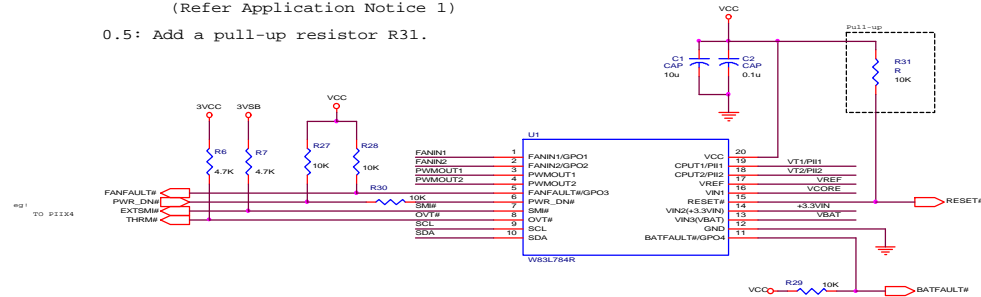 (Refer Application Notice 1)
0.5: Add a pull-up resistor R31.
VCC
Pull-up
C1
CAP
10u
C2
CAP
0.1u
R31
R
10K
3VCC
3VSB
VCC
R6
4.7K
R7
4.7K
R27
10K
R28
10K
U1
FANIN1 1 FANIN1/GPO1
FANIN2 2 FANIN2/GPO2
PWMOUT1 3 PWMOUT1
PWMOUT2 4 PWMOUT2
FANFAULT# 5 FANFAULT#/GPO3
PWR_DN# R30 10K 6 PWR_DN#
EXTSMI# SMI# 7 SMI#
THRM# OVT# 8 OVT#
SCL 9 SCL
SDA 10 SDA
VCC 20
CPUT1/PII1 19 VT1/PII1
CPUT2/PII2 18 VT2/PII2
VREF 17 VREF
VIN1 16 VCORE
RESET# 15 RESET#
VIN2(+3.3VIN) 14 +3.3VIN
VIN3(VBAT) 13 VBAT
GND 12
BATFAULT#/GPO4 11
W83L784R
eg!
TO PIIX4
VCC R29 10K BATFAULT#